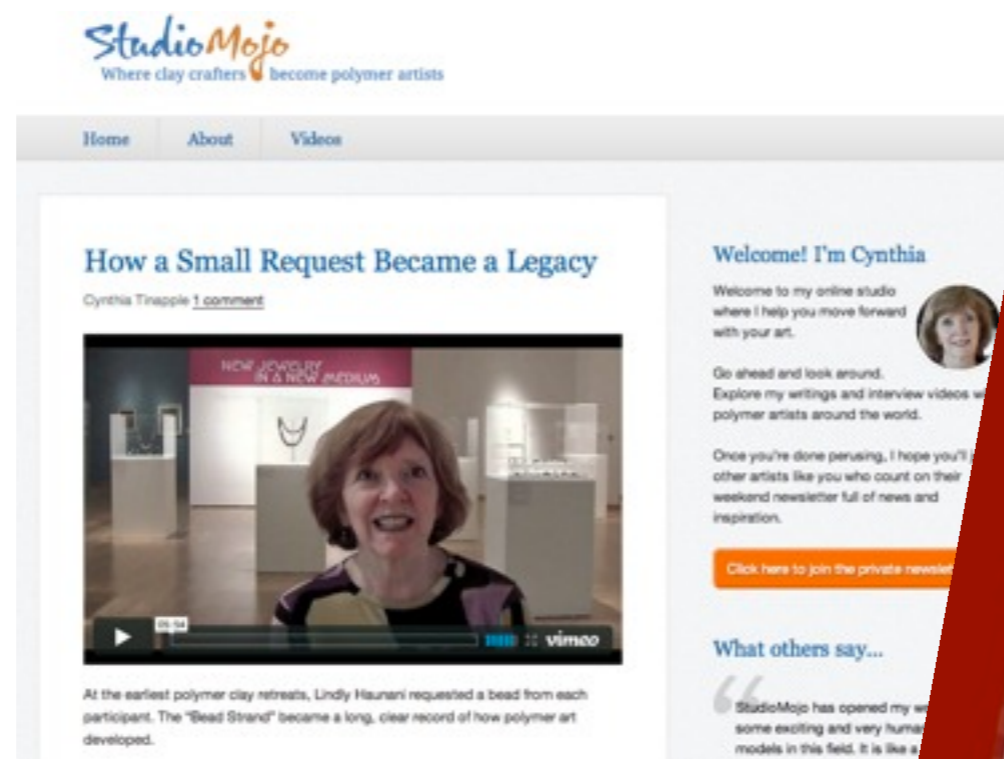 StudioMojo
Where clay crafters become polymer artists
Home About Videos
How a Small Request Became a Legacy
Cynthia Tinapple 1 comment
NEW JEWELRY
IN A NEW MEDIUM
05:54
vimeo
At the earliest polymer clay retreats, Lindly Haunani requested a bead from each
participant. The "Bead Strand" became a long, clear record of how polymer art
developed.
Welcome! I'm Cynthia
Welcome to my online studio
where I help you move forward
with your art.
Go ahead and look around.
Explore my writings and interview videos
polymer artists around the world.
Once you're done perusing, I hope you'll
other artists like you who count on their
weekend newsletter full of news and
inspiration.
Click here to join the private
What others say...
“
StudioMojo has opened my
some exciting and very
models in this field. It is like a